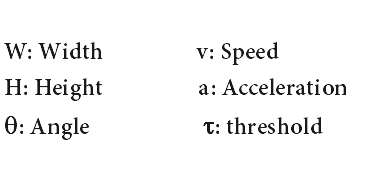 W: Width v: Speed
H: Height a: Acceleration
θ: Angle τ: threshold